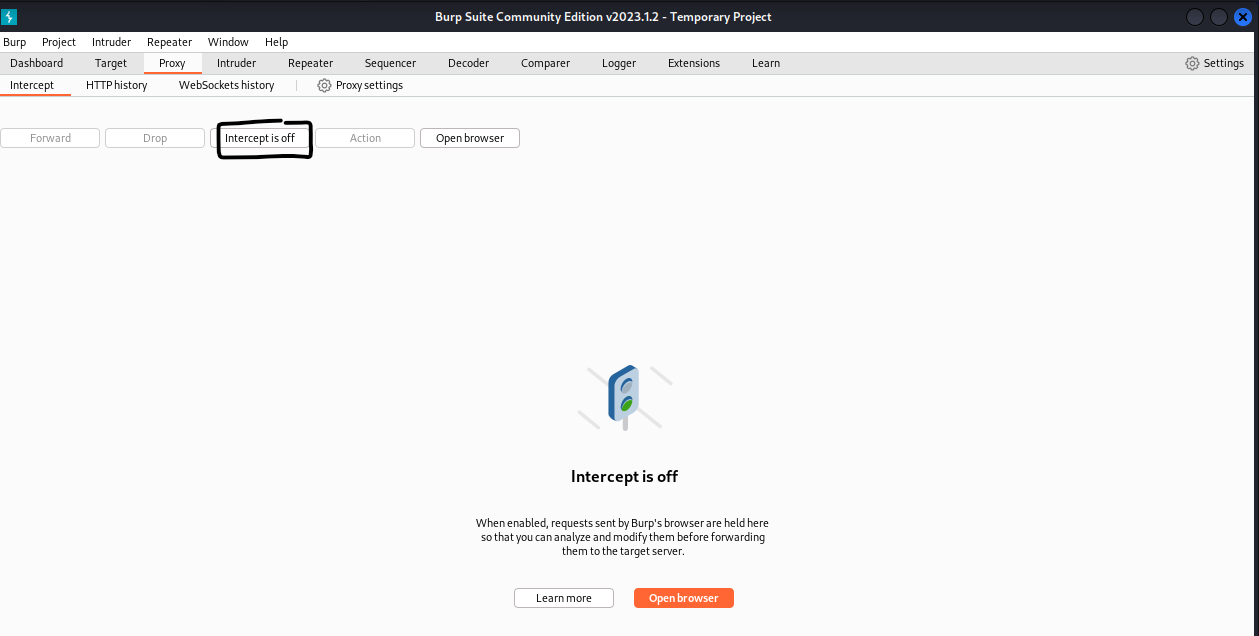 Burp Suite Community Edition v2023.1.2 - Temporary Project
Burp Project Intruder Repeater Window Help
Dashboard Target Proxy Intruder Repeater Sequencer Decoder Comparer Logger Extensions Learn Settings
Intercept HTTP history WebSockets history Proxy settings
Forward Drop Intercept is off Action Open browser
Intercept is off
When enabled, requests sent by Burp's browser are held here
so that you can analyze and modify them before forwarding
them to the target server.
Learn more Open browser